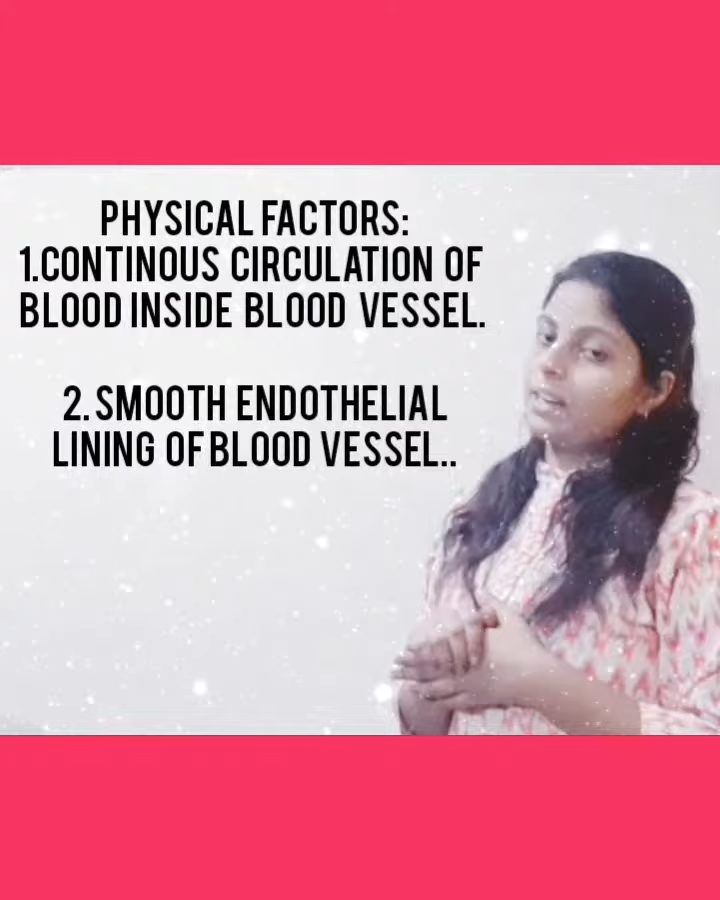 PHYSICAL FACTORS:
1.CONTINOUS CIRCULATION OF
BLOOD INSIDE BLOOD VESSEL.
2. SMOOTH ENDOTHELIAL
LINING OF BLOOD VESSEL..